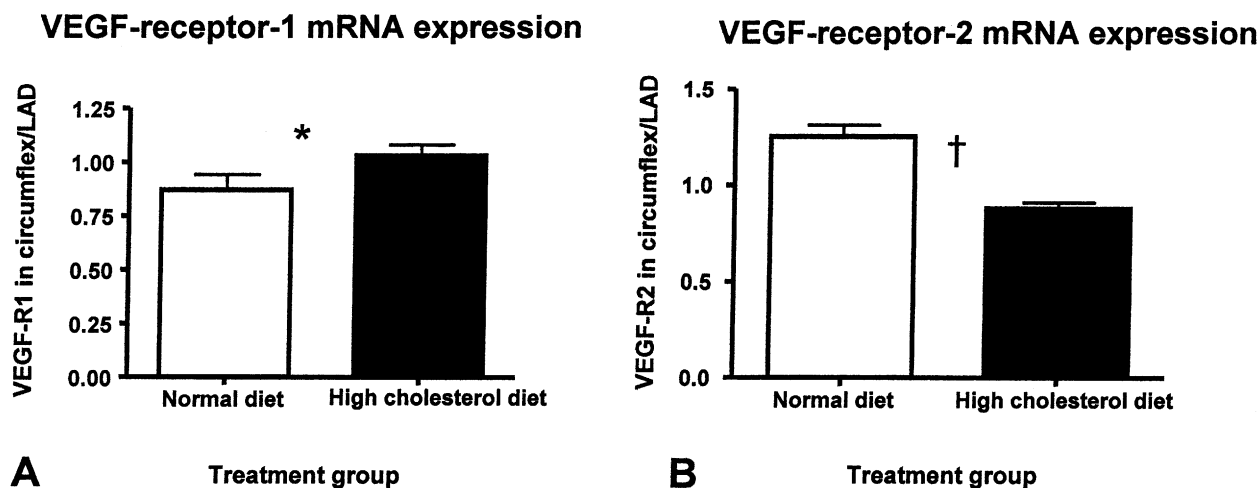 VEGF-receptor-1 mRNA expression
VEGF-R1 in circumflex/LAD
1.25
1.00
0.75
0.50
0.25
0.00
*
Normal diet
High cholesterol diet
A
Treatment group
VEGF-receptor-2 mRNA expression
VEGF-R2 in circumflex/LAD
1.5
1.0
0.5
0.0
†
Normal diet
High cholesterol diet
B
Treatment group